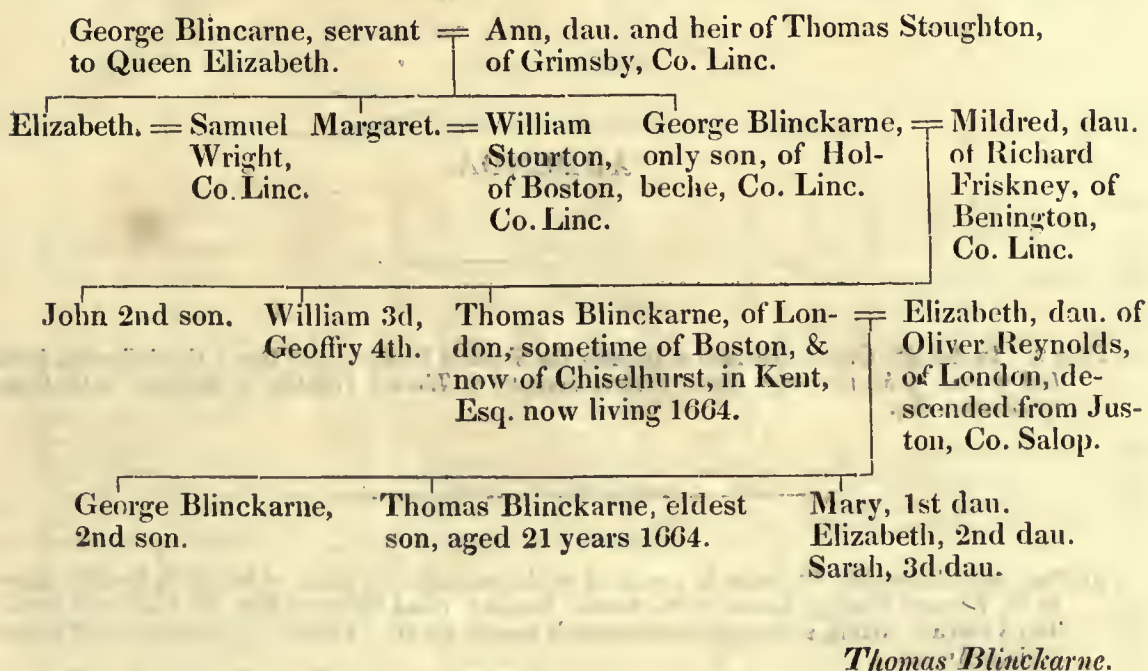 George Blincarne, servant = Ann, dau. and heir of Thomas Stoughton,
to Queen Elizabeth. of Grimsby, Co. Linc.
Elizabeth. = Samuel Margaret. = William George Blinckarne, = Mildred, dau.
Wright, Stourton, only son, of Hol- of Richard
Co. Linc. of Boston, beche, Co. Linc. Friskney, of
Co. Linc. Benington,
Co. Linc.
John 2nd son. William 3d, Thomas Blinckarne, of Lon- = Elizabeth, dau. of
Geoffry 4th. don, sometime of Boston, & Oliver Reynolds,
now of Chiselhurst, in Kent, of London, de-
Esq. now living 1664. scended from Jus-
ton, Co. Salop.
George Blinckarne, Thomas Blinckarne, eldest Mary, 1st dau.
2nd son. son, aged 21 years 1664. Elizabeth, 2nd dau.
Sarah, 3d dau.
Thomas Blinckarne.